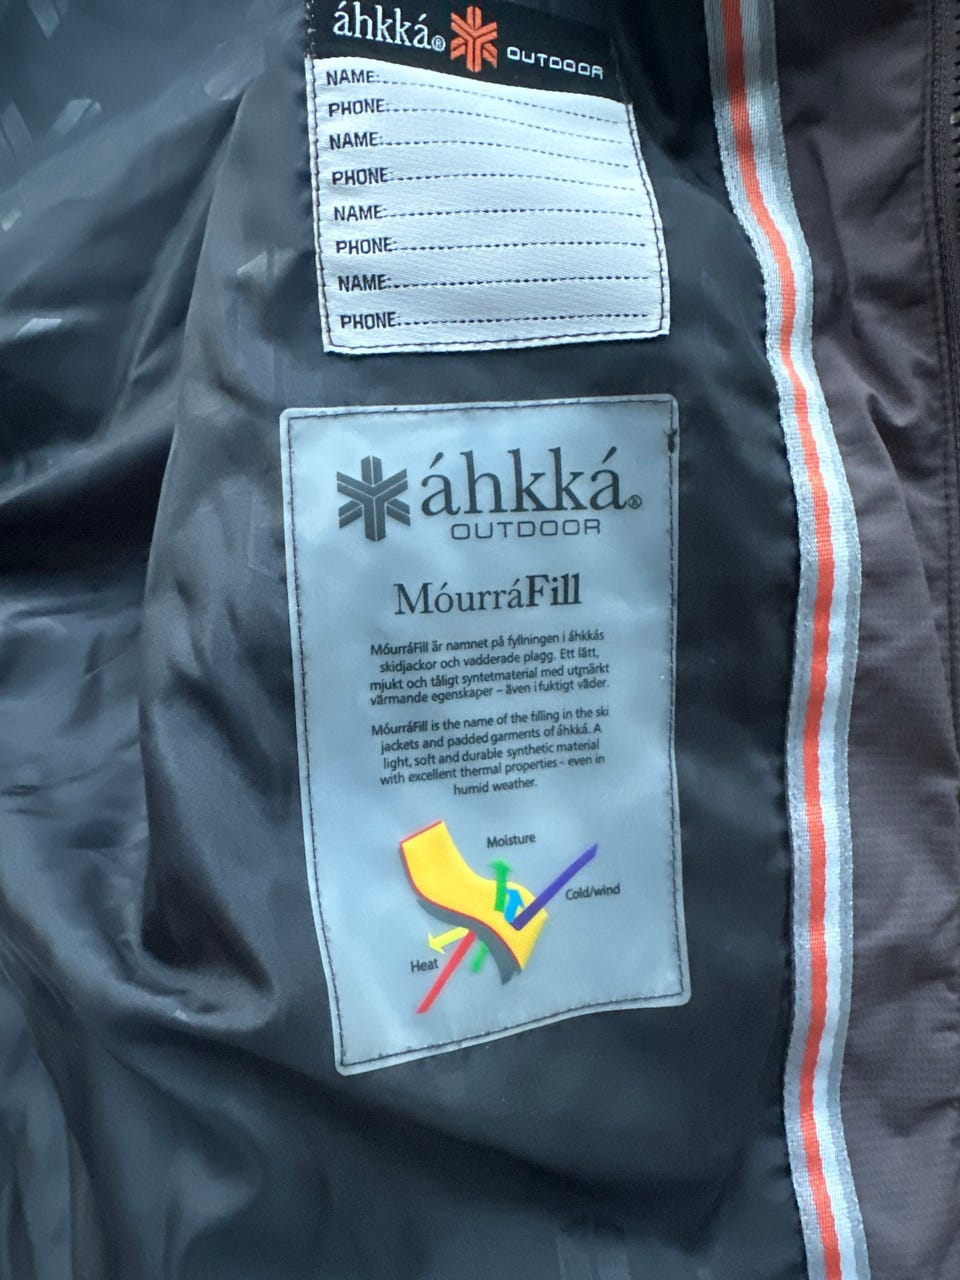 áhkká® OUTDOOR
NAME:
PHONE:
NAME:
PHONE:
NAME:
PHONE:
NAME:
PHONE:
áhkká®
OUTDOOR
MóurráFill
MóurráFill är namnet på fyllningen i áhkkás
skidjackor och vadderade plagg. Ett lätt,
mjukt och tåligt syntetmaterial med utmärkt
värmande egenskaper – även i fuktigt väder.
MóurráFill is the name of the filling in the ski
jackets and padded garments of áhkká. A
light, soft and durable synthetic material
with excellent thermal properties – even in
humid weather.
Moisture
Cold/wind
Heat